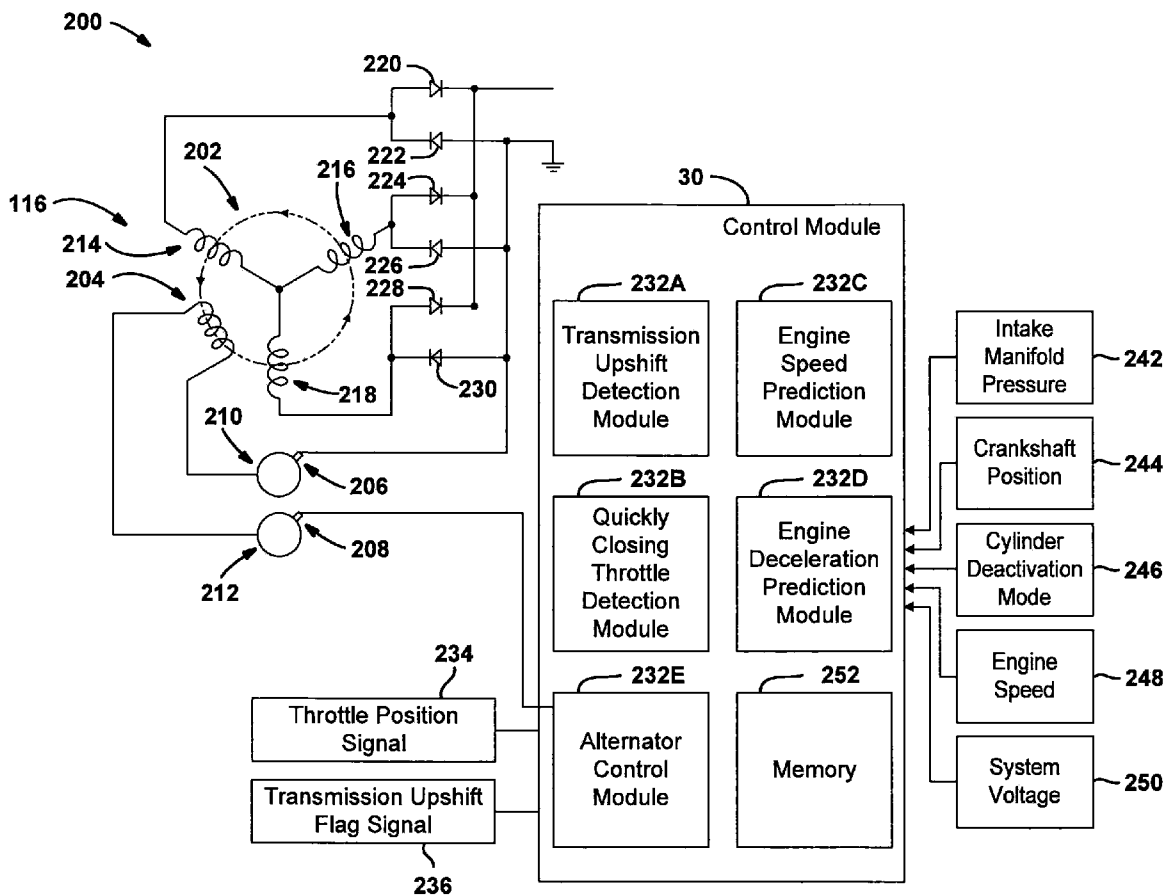 200
220
222
202
216
224
116
214
226
204
228
230
218
210
206
208
212
30
Control Module
232A
Transmission
Upshift
Detection
Module
232C
Engine
Speed
Prediction
Module
232B
Quickly
Closing
Throttle
Detection
Module
232D
Engine
Deceleration
Prediction
Module
232E
Alternator
Control
Module
252
Memory
234
Throttle Position
Signal
Transmission Upshift
Flag Signal
236
Intake
Manifold
Pressure
242
Crankshaft
Position
244
Cylinder
Deactivation
Mode
246
Engine
Speed
248
System
Voltage
250